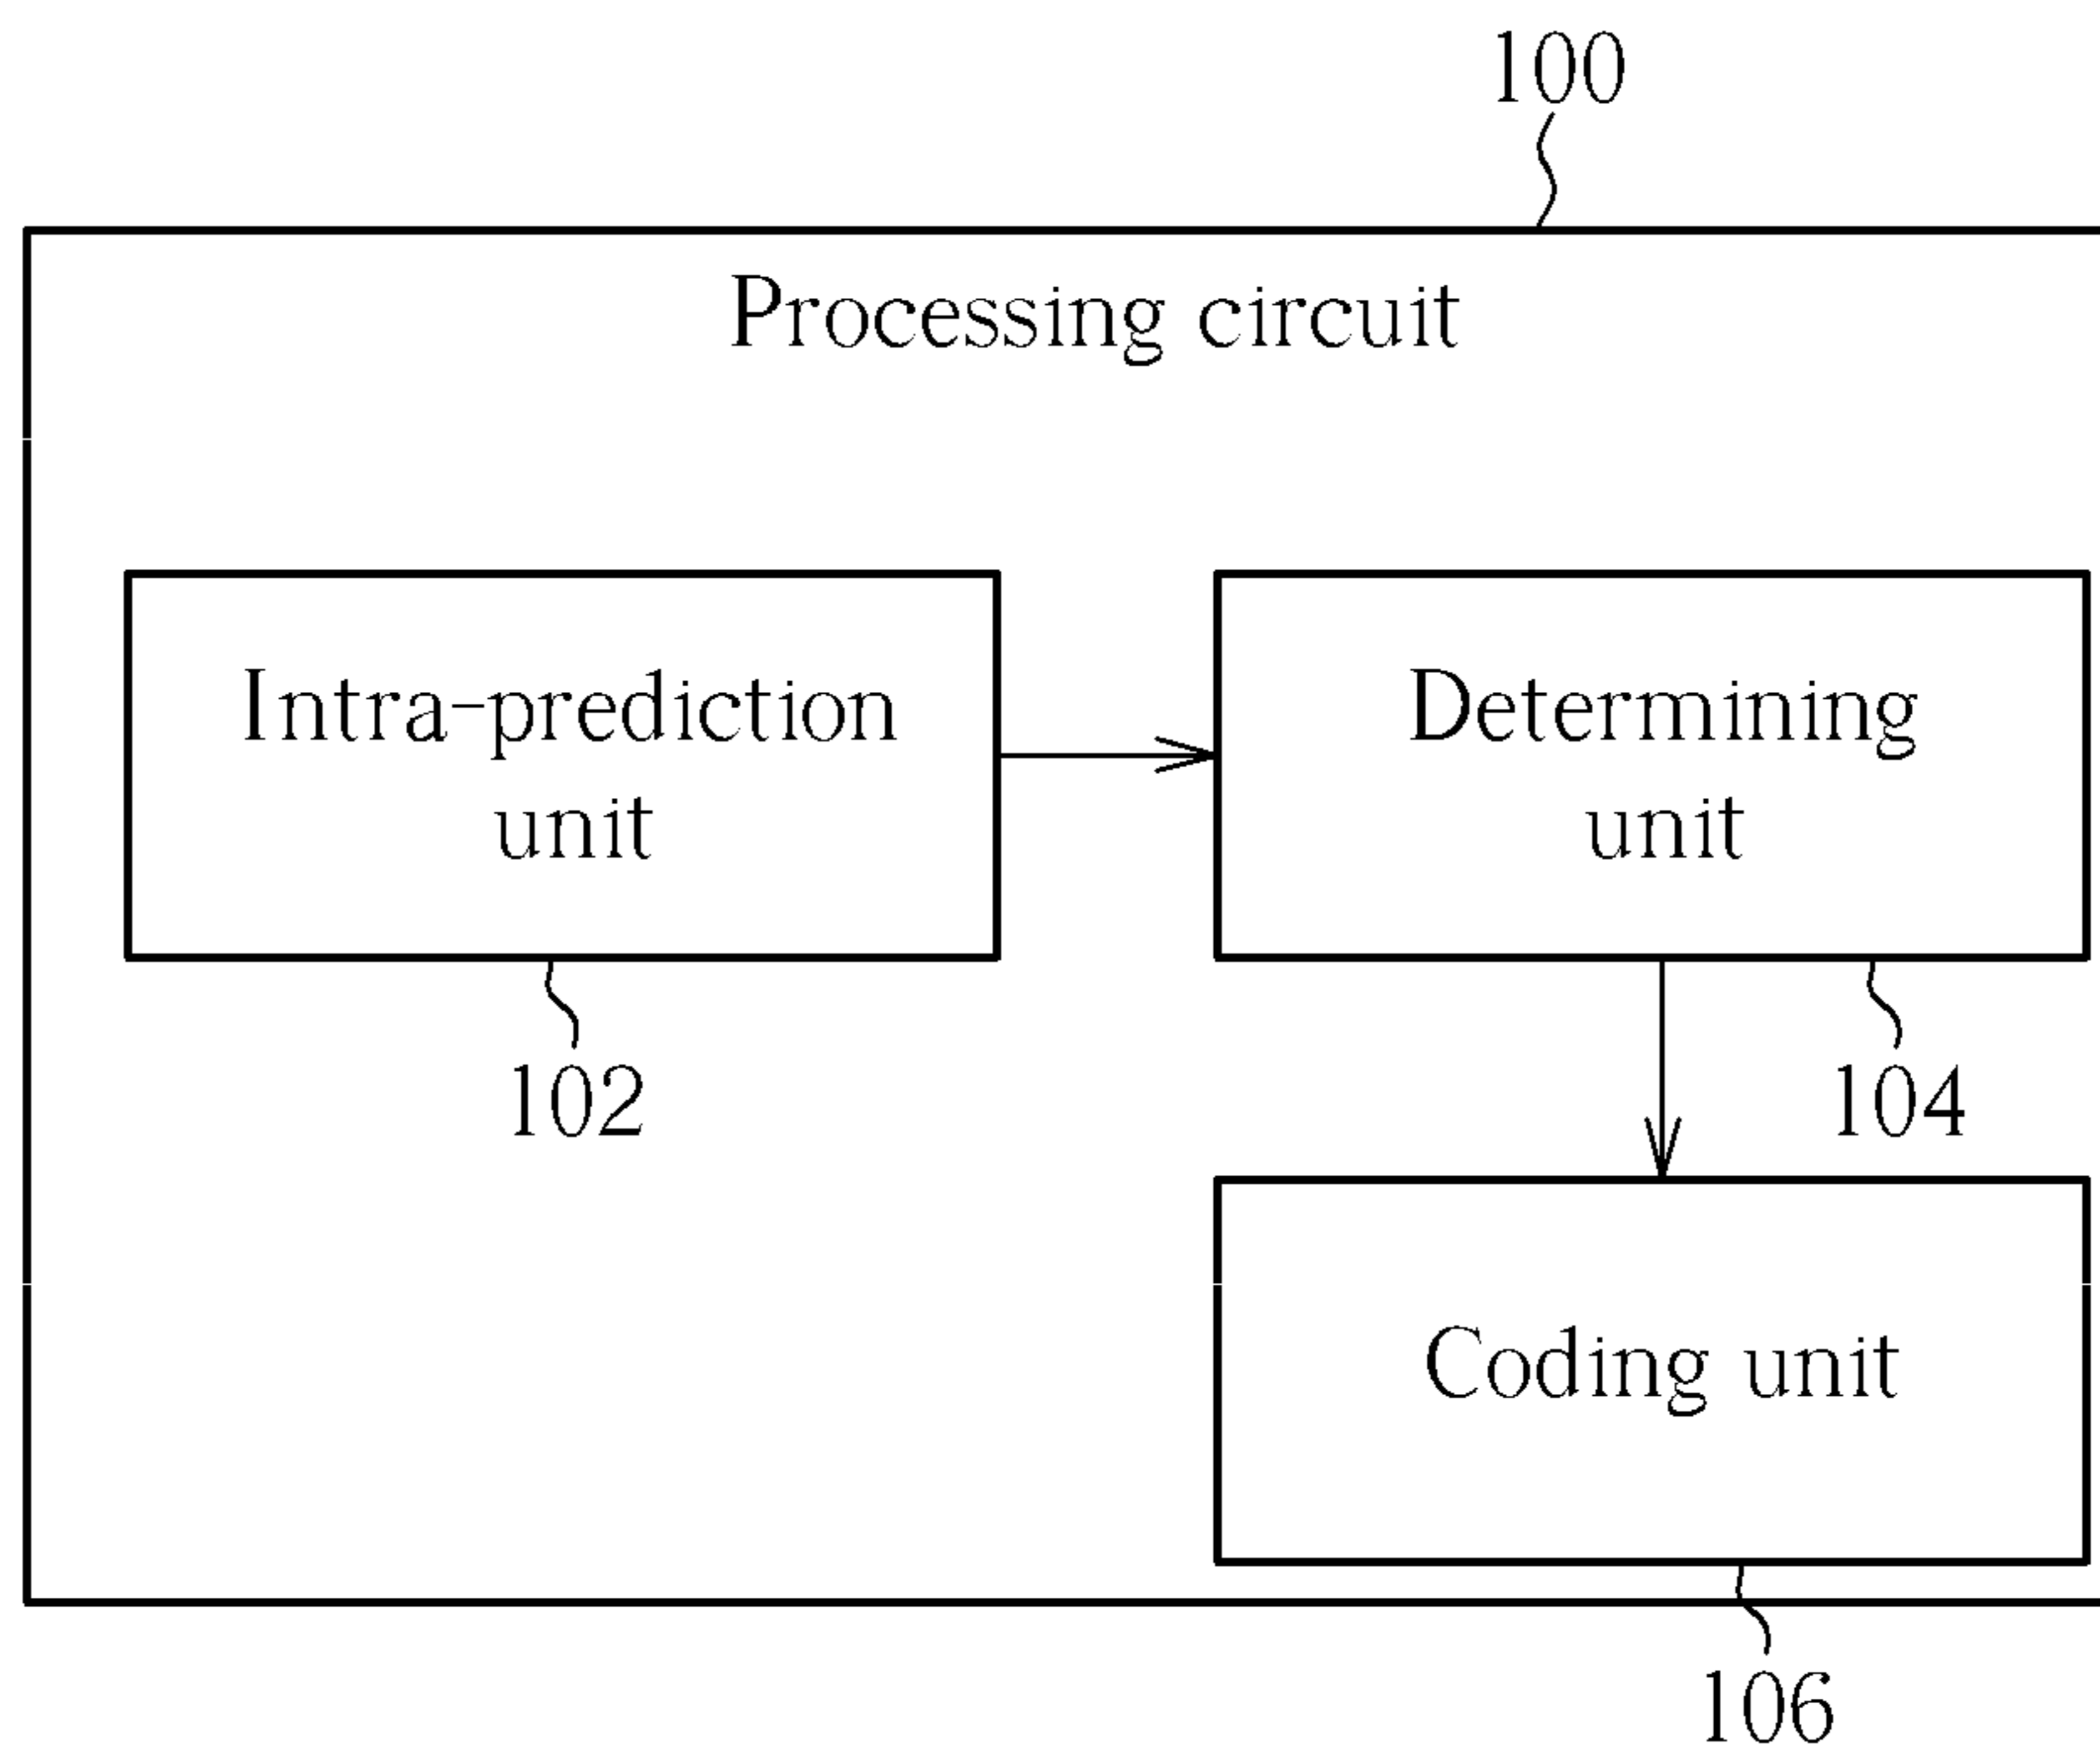 100
Processing circuit
Intra-prediction
unit
Determining
unit
102
104
Coding unit
106